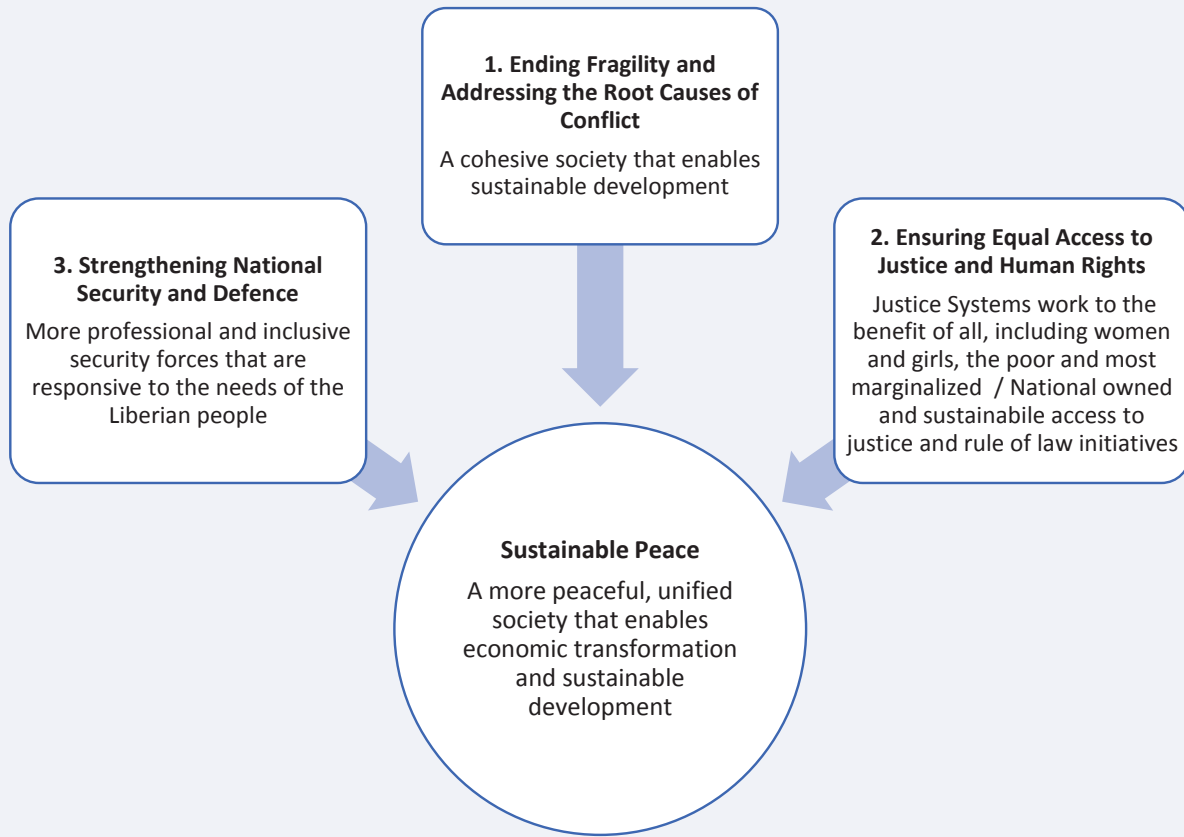 1. Ending Fragility and
Addressing the Root Causes of
Conflict
A cohesive society that enables
sustainable development
2. Ensuring Equal Access to
Justice and Human Rights
Justice Systems work to the
benefit of all, including women
and girls, the poor and most
marginalized / National owned
and sustainabile access to
justice and rule of law initiatives
3. Strengthening National
Security and Defence
More professional and inclusive
security forces that are
responsive to the needs of the
Liberian people
Sustainable Peace
A more peaceful, unified
society that enables
economic transformation
and sustainable
development